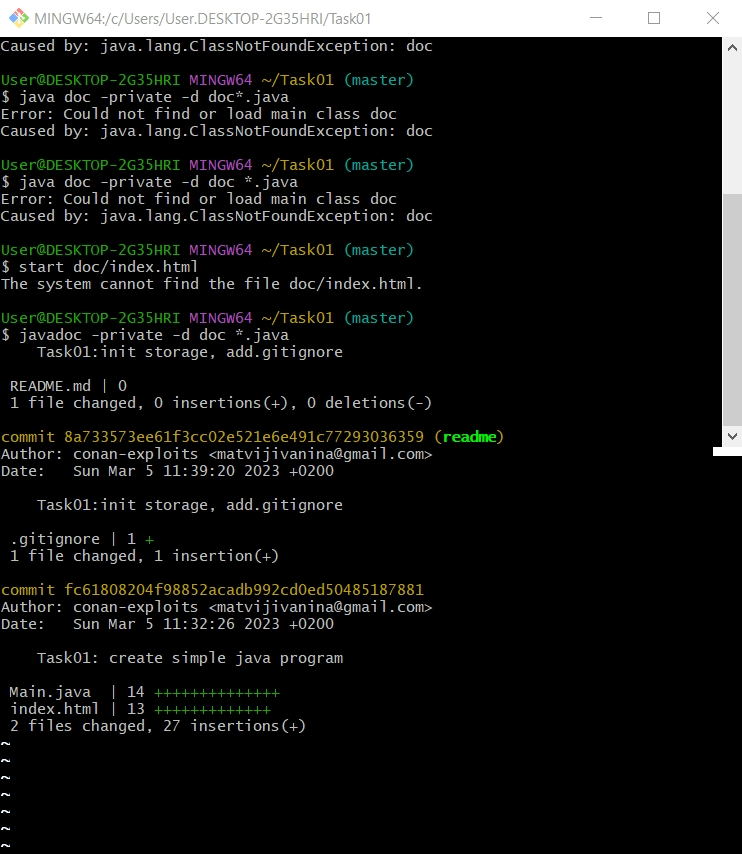 MINGW64:/c/Users/User.DESKTOP-2G35HRI/Task01
Caused by: java.lang.ClassNotFoundException: doc
User@DESKTOP-2G35HRI MINGW64 ~/Task01 (master)
$ java doc -private -d doc*.java
Error: Could not find or load main class doc
Caused by: java.lang.ClassNotFoundException: doc
User@DESKTOP-2G35HRI MINGW64 ~/Task01 (master)
$ java doc -private -d doc *.java
Error: Could not find or load main class doc
Caused by: java.lang.ClassNotFoundException: doc
User@DESKTOP-2G35HRI MINGW64 ~/Task01 (master)
$ start doc/index.html
The system cannot find the file doc/index.html.
User@DESKTOP-2G35HRI MINGW64 ~/Task01 (master)
$ javadoc -private -d doc *.java
    Task01:init storage, add.gitignore
 README.md | 0
 1 file changed, 0 insertions(+), 0 deletions(-)
commit 8a733573ee61f3cc02e521e6e491c77293036359 (readme)
Author: conan-exploits <matvijivanina@gmail.com>
Date:   Sun Mar 5 11:39:20 2023 +0200
    Task01:init storage, add.gitignore
 .gitignore | 1 +
 1 file changed, 1 insertion(+)
commit fc61808204f98852acadb992cd0ed50485187881
Author: conan-exploits <matvijivanina@gmail.com>
Date:   Sun Mar 5 11:32:26 2023 +0200
    Task01: create simple java program
 Main.java  | 14 ++++++++++++++
 index.html | 13 +++++++++++++
 2 files changed, 27 insertions(+)
~
~
~
~
~
~
~